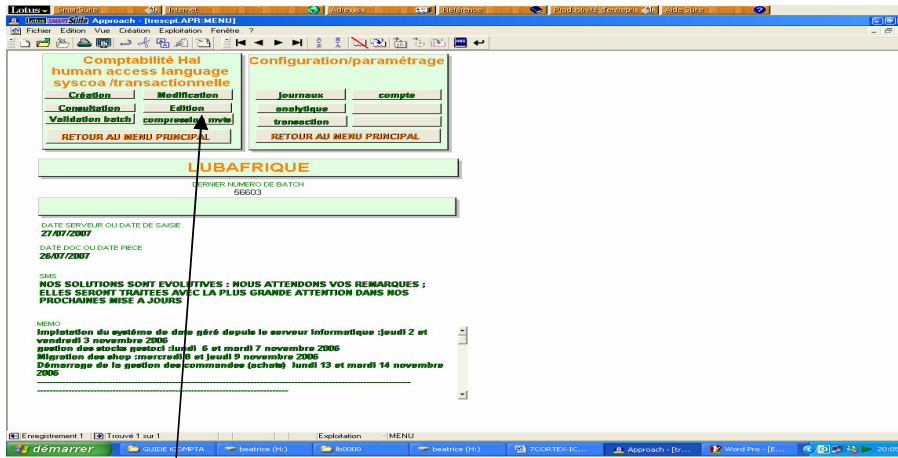 Lotus SmartSuite Internet Adresses Référence Productivité d'entrepris Aide Suite
Lotus SmartSuite Approach - [trescpt.APR:MENU]
Fichier Edition Vue Création Exploitation Fenêtre ?
Comptabilité Hal
human access language
syscoa /transactionnelle
Création Modification
Consultation Edition
Validation batch compression mvts
RETOUR AU MENU PRINCIPAL
Configuration/paramétrage
journaux compte
analytique
transaction
RETOUR AU MENU PRINCIPAL
LUBAFRIQUE
DERNIER NUMERO DE BATCH
56603
DATE SERVEUR OU DATE DE SAISIE
27/07/2007
DATE DOC OU DATE PIECE
26/07/2007
SMS
NOS SOLUTIONS SONT EVOLUTIVES : NOUS ATTENDONS VOS REMARQUES ;
ELLES SERONT TRAITEES AVEC LA PLUS GRANDE ATTENTION DANS NOS
PROCHAINES MISE A JOURS
MEMO
Implatation du système de date géré depuis le serveur informatique :jeudi 2 et
vendredi 3 novembre 2006
gestion des stocks gestoci :lundi 6 et mardi 7 novembre
Migration des shop :mercredi 8 et jeudi 9 novembre 2006
Démarrage de la gestion des commandes (achats) lundi 13 et mardi 14 novembre
2006
Enregistrement 1 Trouvé 1 sur 1 Exploitation MENU
démarrer GUIDE iCOMPTA beatrice (H:) lb0000 beatrice (H:) 7CORTEX-IC... Approach - [tr... Word Pro - [E... 20:05